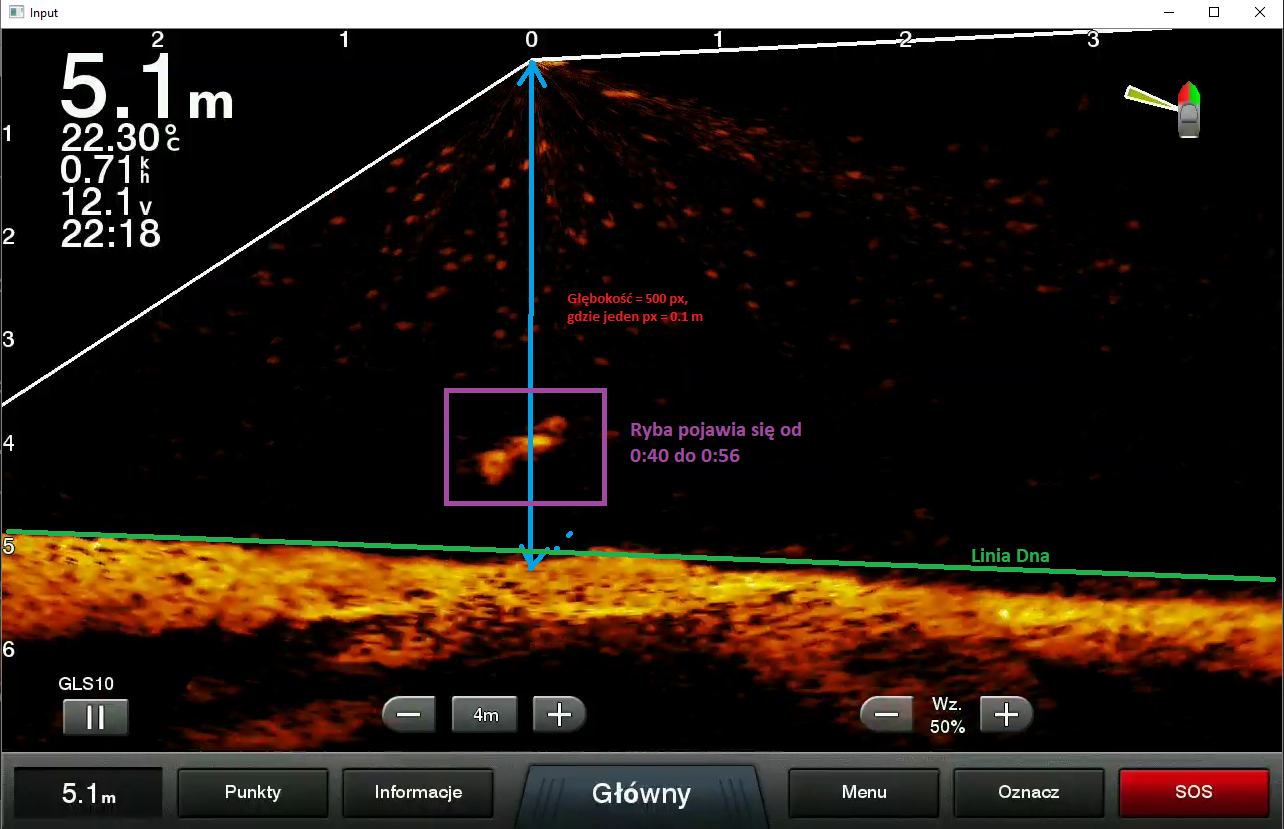 Input
2 1 0 1 2 3
5.1 m
22.30 °C
0.71 k/h
12.1 V
22:18
1
2
3
4
5
6
Głębokość = 500 px,
gdzie jeden px = 0.1 m
Ryba pojawia się od
0:40 do 0:56
Linia Dna
GLS10
4m
Wz.
50%
5.1m Punkty Informacje Główny Menu Oznacz SOS